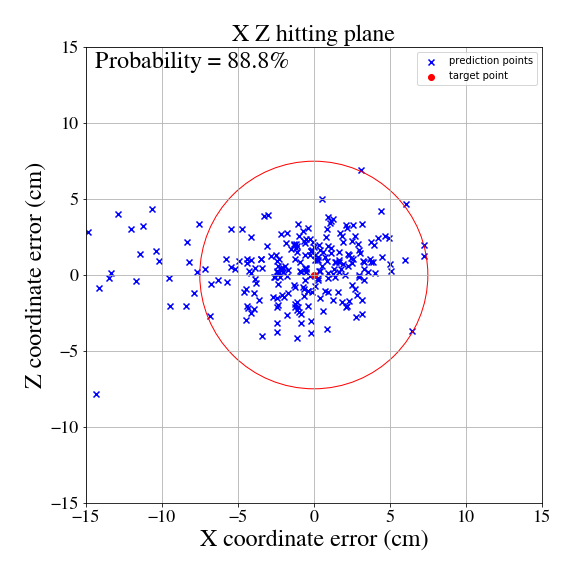 X Z hitting plane
Probability = 88.8%
prediction points
target point
15
10
5
0
−5
−10
−15
Z coordinate error (cm)
−15 −10 −5 0 5 10 15
X coordinate error (cm)